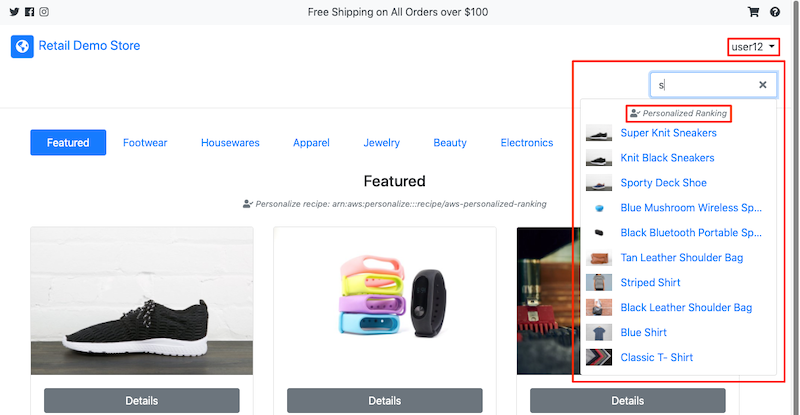 Free Shipping on All Orders over $100
Retail Demo Store
user12
s
Personalized Ranking
Super Knit Sneakers
Knit Black Sneakers
Sporty Deck Shoe
Blue Mushroom Wireless Sp...
Black Bluetooth Portable Sp...
Tan Leather Shoulder Bag
Striped Shirt
Black Leather Shoulder Bag
Blue Shirt
Classic T- Shirt
Featured Footwear Housewares Apparel Jewelry Beauty Electronics
Featured
Personalize recipe: arn:aws:personalize:::recipe/aws-personalized-ranking
Details Details Details